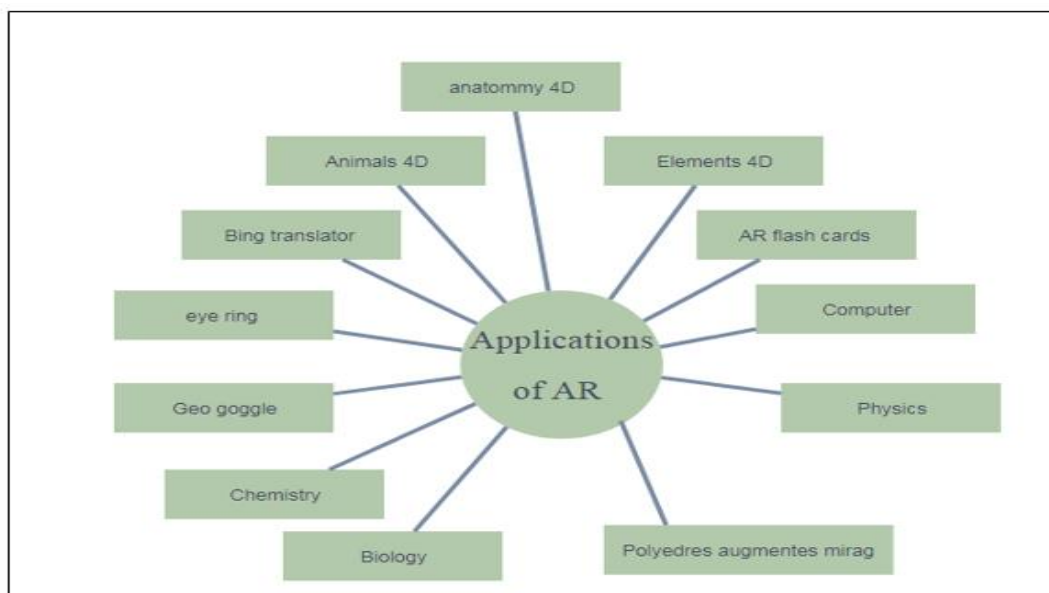 anatommy 4D
Animals 4D
Elements 4D
Bing translator
AR flash cards
eye ring
Computer
Applications
of AR
Geo goggle
Physics
Chemistry
Biology
Polyedres augmentes mirag